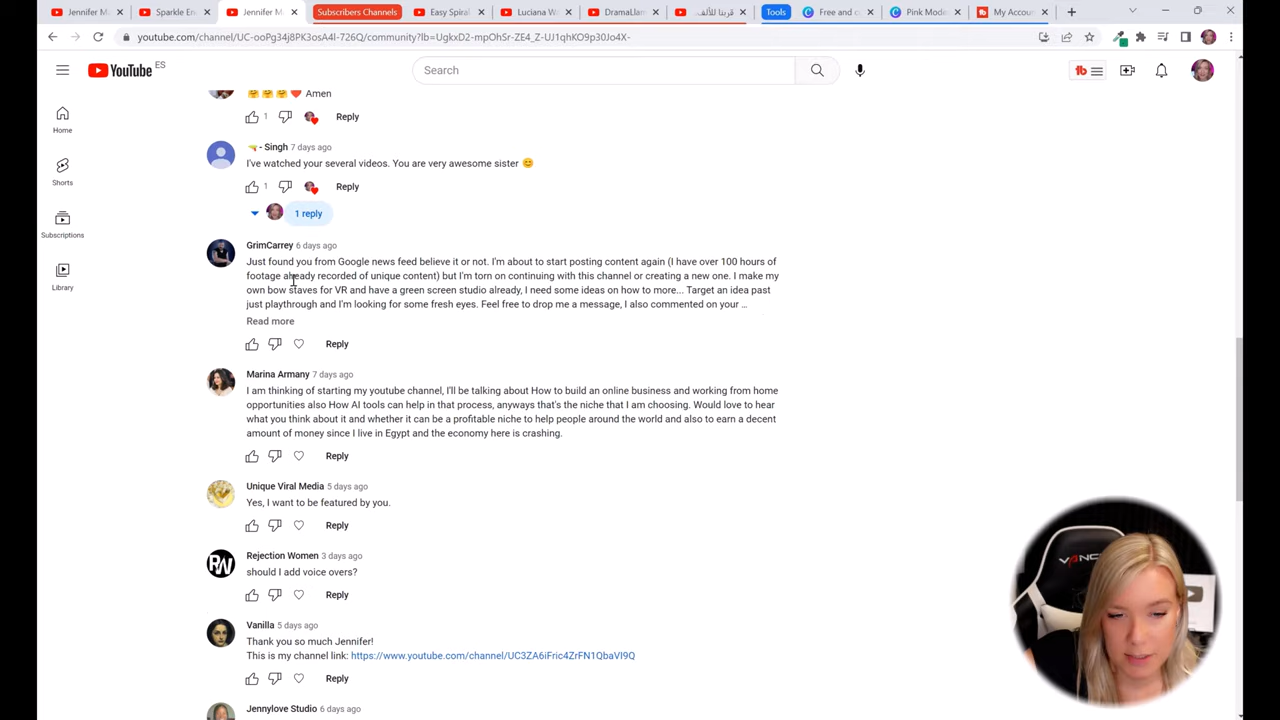 Jennifer M
Sparkle En
Jennifer M
Subscribers Channels
Easy Spiral
Luciana W
DramaLlam
قربنا للألف
Tools
Free and c
Pink Mode
My Accou
youtube.com/channel/UC-ooPg34j8PK3osA4l-726Q/community?lb=UgkxD2-mpOhSr-ZE4_Z-UJ1qhKO9p30Jo4X-
YouTube ES
Search
tb
Home
Shorts
Subscriptions
Library
Amen
1
Reply
- Singh 7 days ago
I've watched your several videos. You are very awesome sister 😊
1
Reply
1 reply
GrimCarrey 6 days ago
Just found you from Google news feed believe it or not. I'm about to start posting content again (I have over 100 hours of
footage already recorded of unique content) but I'm torn on continuing with this channel or creating a new one. I make my
own bow staves for VR and have a green screen studio already, I need some ideas on how to more... Target an idea past
just playthrough and I'm looking for some fresh eyes. Feel free to drop me a message, I also commented on your ...
Read more
Reply
Marina Armany 7 days ago
I am thinking of starting my youtube channel, I'll be talking about How to build an online business and working from home
opportunities also How AI tools can help in that process, anyways that's the niche that I am choosing. Would love to hear
what you think about it and whether it can be a profitable niche to help people around the world and also to earn a decent
amount of money since I live in Egypt and the economy here is crashing.
Reply
Unique Viral Media 5 days ago
Yes, I want to be featured by you.
Reply
Rejection Women 3 days ago
should I add voice overs?
Reply
RW
Vanilla 5 days ago
Thank you so much Jennifer!
This is my channel link: https://www.youtube.com/channel/UC3ZA6iFric4ZrFN1QbaVI9Q
Reply
Jennylove Studio 6 days ago